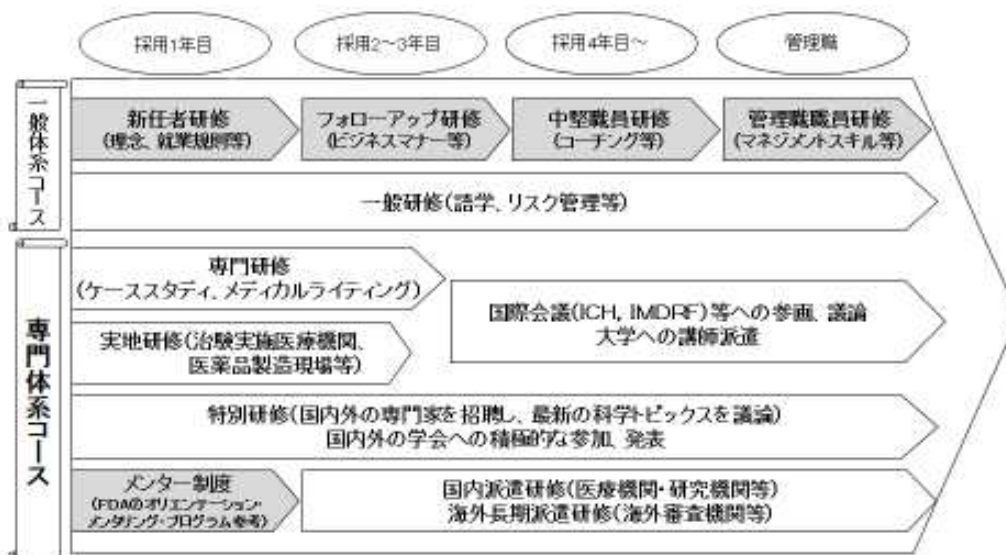 採用1年目
採用2～3年目
採用4年目～
管理職
一般体系コース
新任者研修
(理念、就業規則等)
フォローアップ研修
(ビジネスマナー等)
中堅職員研修
(コーチング等)
管理職職員研修
(マネジメントスキル等)
一般研修(語学、リスク管理等)
専門体系コース
専門研修
(ケーススタディ、メディカルライティング)
実地研修(治験実施医療機関、
医薬品製造現場等)
国際会議(ICH, IMDRF)等への参画、議論
大学への講師派遣
特別研修(国内外の専門家を招聘し、最新の科学トピックスを議論)
国内外の学会への積極的な参加、発表
メンター制度
(FDAのオリエンテーション・
メンタリング・プログラム参考)
国内派遣研修(医療機関・研究機関等)
海外長期派遣研修(海外審査機関等)